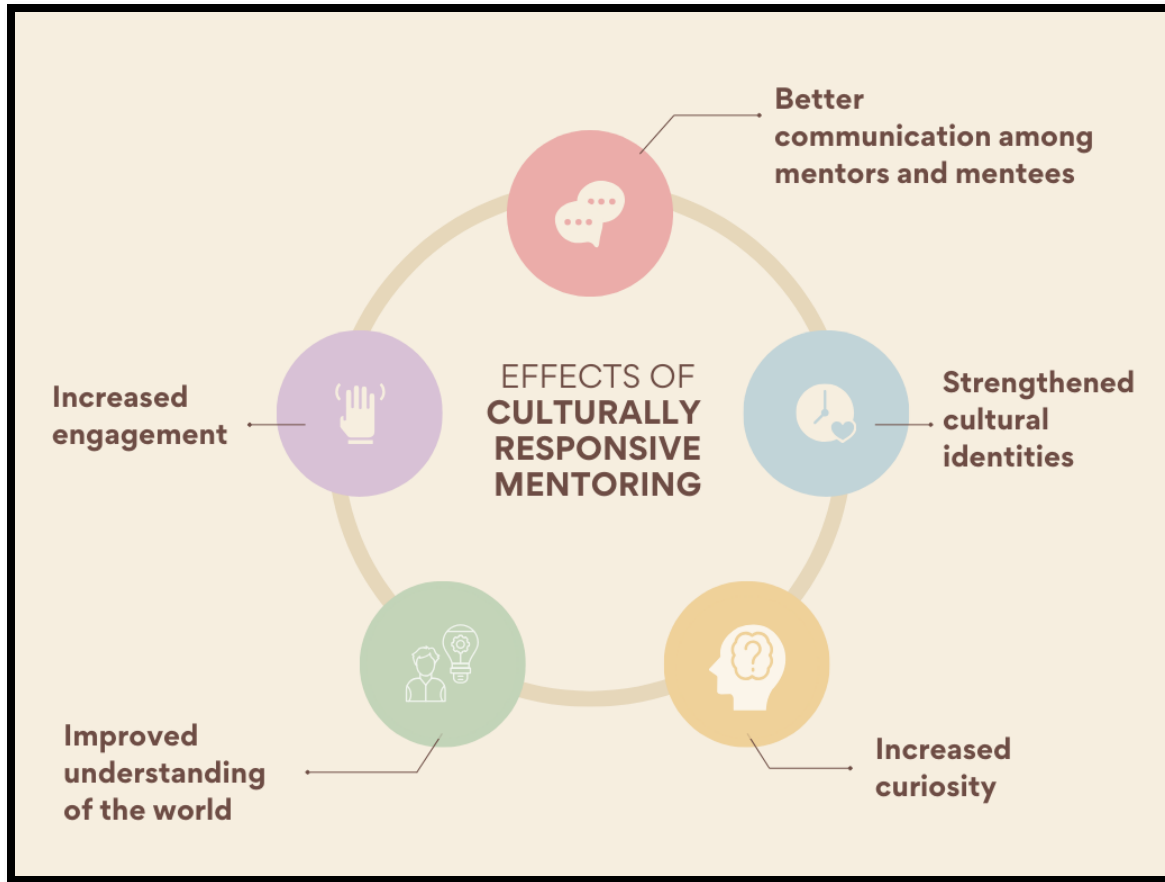 Better
communication among
mentors and mentees
Strengthened
cultural
identities
Increased
curiosity
Improved
understanding
of the world
Increased
engagement
EFFECTS OF
CULTURALLY
RESPONSIVE
MENTORING
?